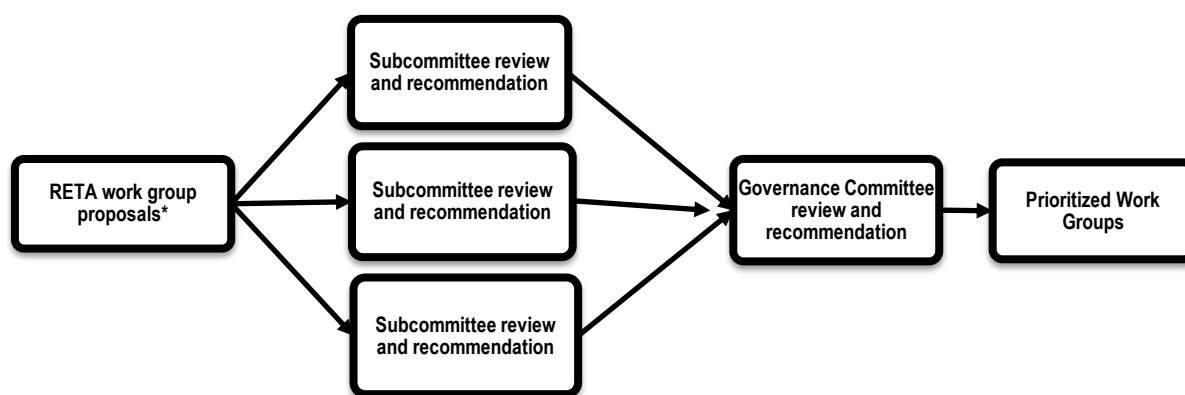 Subcommittee review
and recommendation
RETA work group
proposals*
Subcommittee review
and recommendation
Governance Committee
review and
recommendation
Prioritized Work
Groups
Subcommittee review
and recommendation